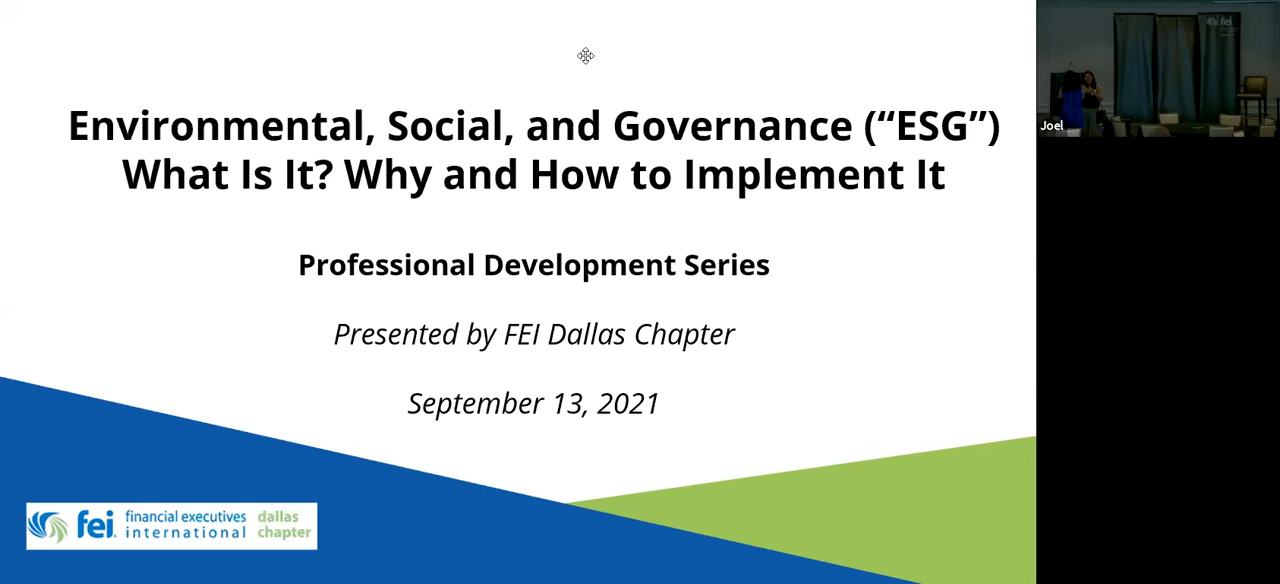 Environmental, Social, and Governance (“ESG”)
What Is It? Why and How to Implement It
Professional Development Series
Presented by FEI Dallas Chapter
September 13, 2021
fei financial executives international dallas chapter
fei
Joel